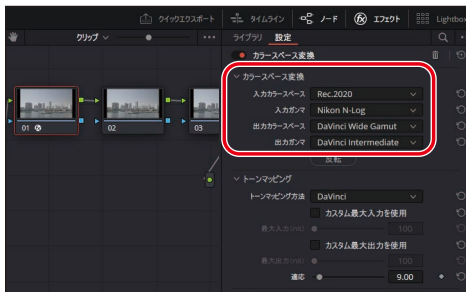 クイックエクスポート タイムライン ノード エフェクト Lightbox
クリップ ライブラリ 設定
カラースペース変換
カラースペース変換
入力カラースペース Rec.2020
入力ガンマ Nikon N-Log
出力カラースペース DaVinci Wide Gamut
出力ガンマ DaVinci Intermediate
反転
トーンマッピング
トーンマッピング方法 DaVinci
カスタム最大入力を使用
最大入力(nit) 100
カスタム最大出力を使用
最大出力(nit) 100
適応 9.00
01 02 03